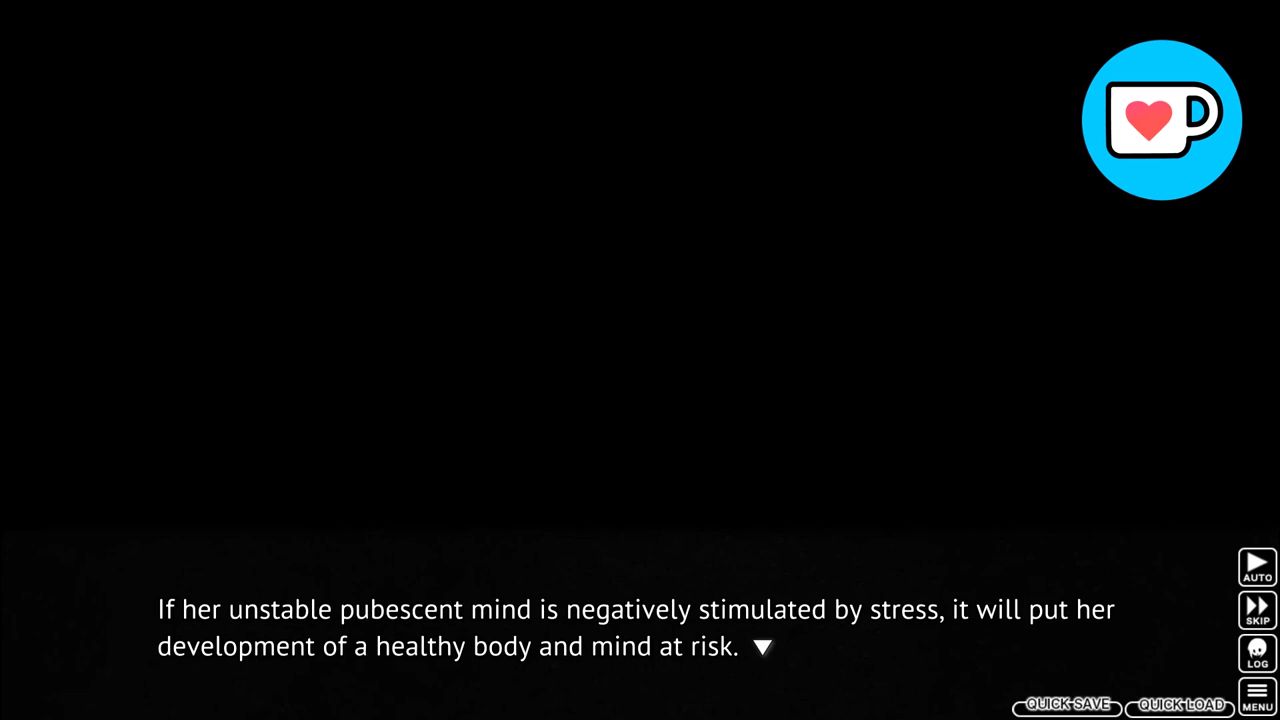 If her unstable pubescent mind is negatively stimulated by stress, it will put her
development of a healthy body and mind at risk.
AUTO
SKIP
LOG
MENU
QUICK SAVE
QUICK LOAD